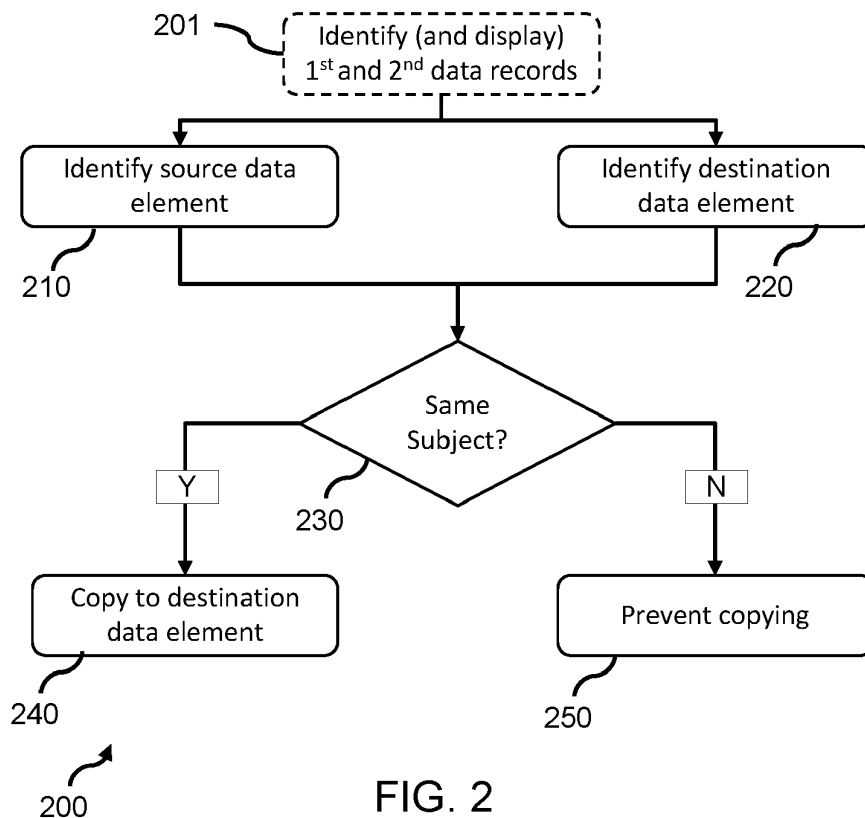 201
Identify (and display)
1st and 2nd data records
Identify source data
element
Identify destination
data element
210
220
Same
Subject?
Y
N
230
Copy to destination
data element
Prevent copying
240
250
200
FIG. 2